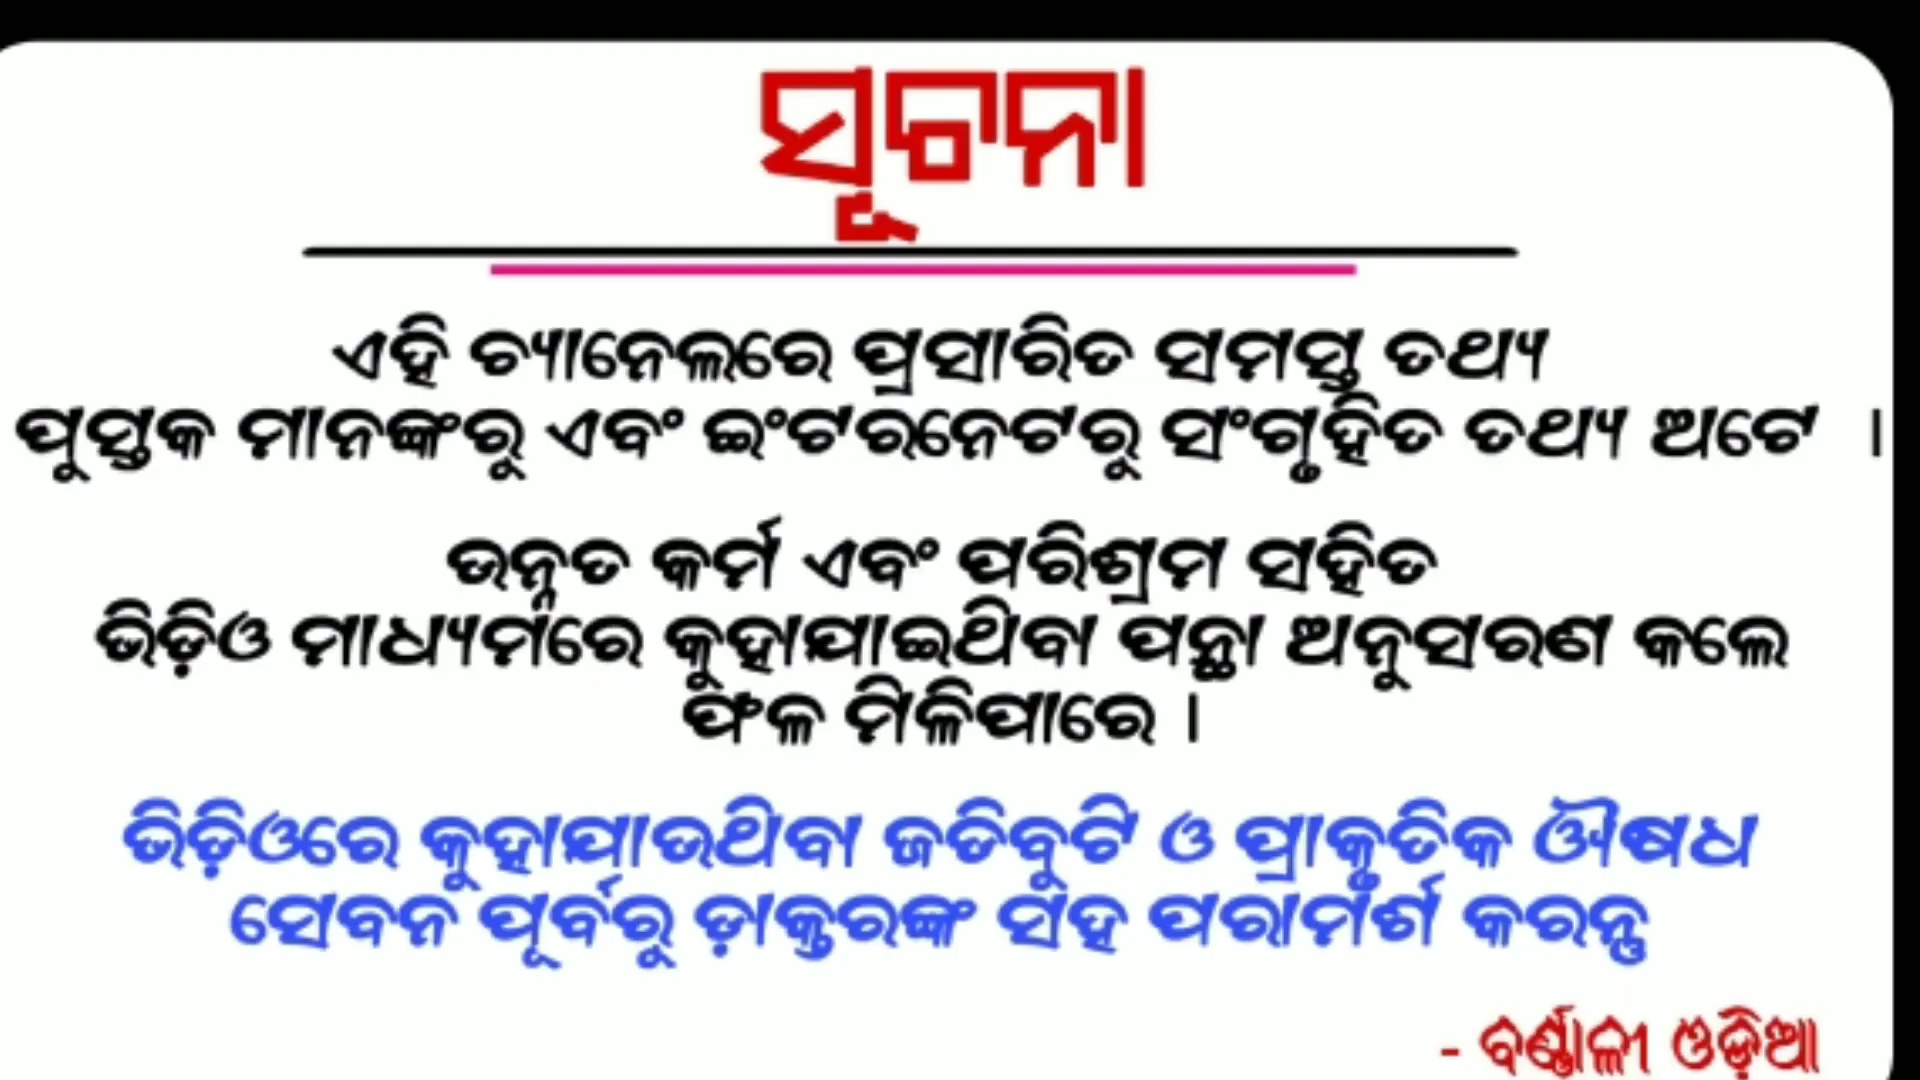 ସୂଚନା
ଏହି ଚ୍ୟାନେଲରେ ପ୍ରସାରିତ ସମସ୍ତ ତଥ୍ୟ
ପୁସ୍ତକ ମାନଙ୍କରୁ ଏବଂ ଇଂଟରନେଟରୁ ସଂଗୃହିତ ତଥ୍ୟ ଅଟେ ।
ଉନ୍ନତ କର୍ମ ଏବଂ ପରିଶ୍ରମ ସହିତ
ଭିଡ଼ିଓ ମାଧ୍ୟମରେ କୁହାଯାଇଥିବା ପନ୍ଥା ଅନୁସରଣ କଲେ
ଫଳ ମିଳିପାରେ ।
ଭିଡ଼ିଓରେ କୁହାଯାଉଥିବା ଜଡିବୁଟି ଓ ପ୍ରାକୃତିକ ଔଷଧ
ସେବନ ପୂର୍ବରୁ ଡ଼ାକ୍ତରଙ୍କ ସହ ପରାମର୍ଶ କରନ୍ତୁ
- ବର୍ଣ୍ଣାଳୀ ଓଡ଼ିଆ